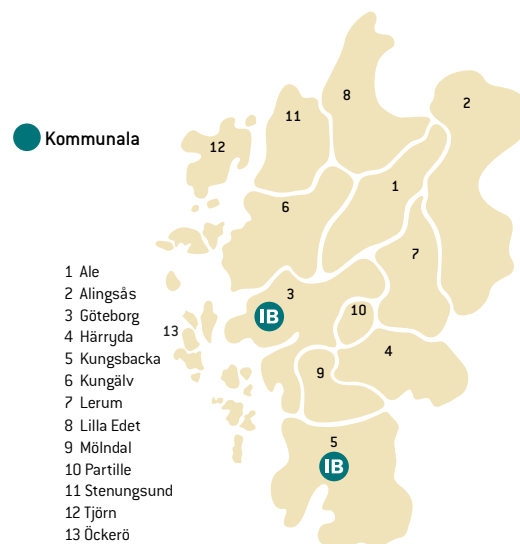 8
2
11
Kommunala
12
1
6
7
1 Ale
2 Alingsås
3 Göteborg
4 Härryda
5 Kungsbacka
6 Kungälv
7 Lerum
8 Lilla Edet
9 Mölndal
10 Partille
11 Stenungsund
12 Tjörn
13 Öckerö
3
10
IB
13
4
9
5
IB